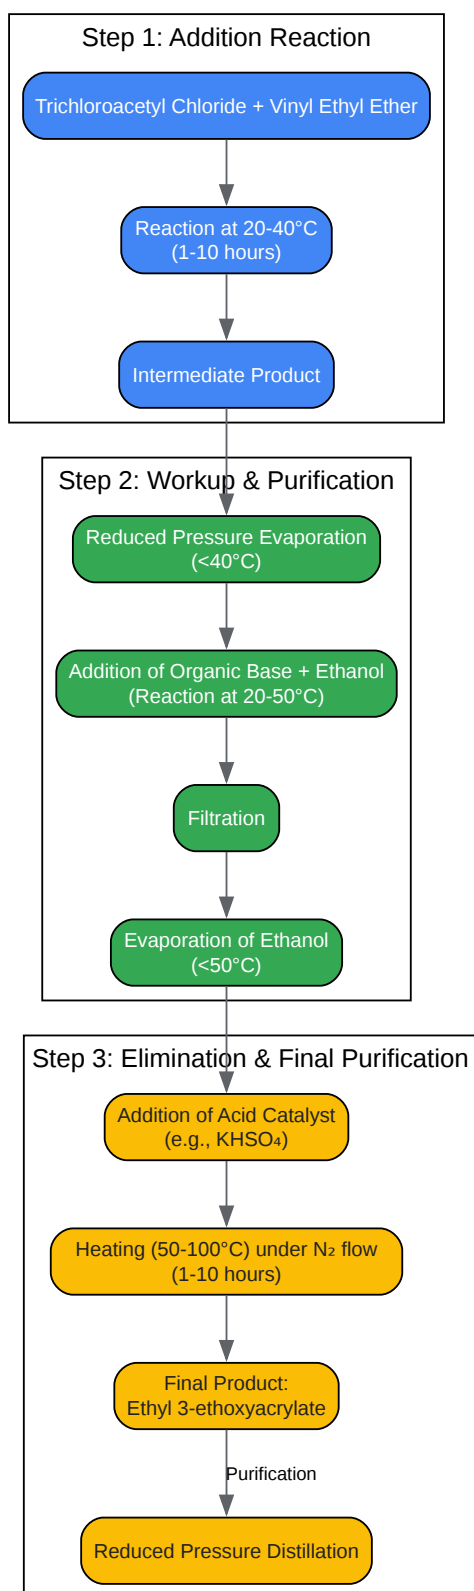 Step 1: Addition Reaction
Trichloroacetyl Chloride + Vinyl Ethyl Ether
Reaction at 20-40°C
(1-10 hours)
Intermediate Product
Step 2: Workup & Purification
Reduced Pressure Evaporation
(<40°C)
Addition of Organic Base + Ethanol
(Reaction at 20-50°C)
Filtration
Evaporation of Ethanol
(<50°C)
Step 3: Elimination & Final Purification
Addition of Acid Catalyst
(e.g., KHSO₄)
Heating (50-100°C) under N₂ flow
(1-10 hours)
Final Product:
Ethyl 3-ethoxyacrylate
Purification
Reduced Pressure Distillation